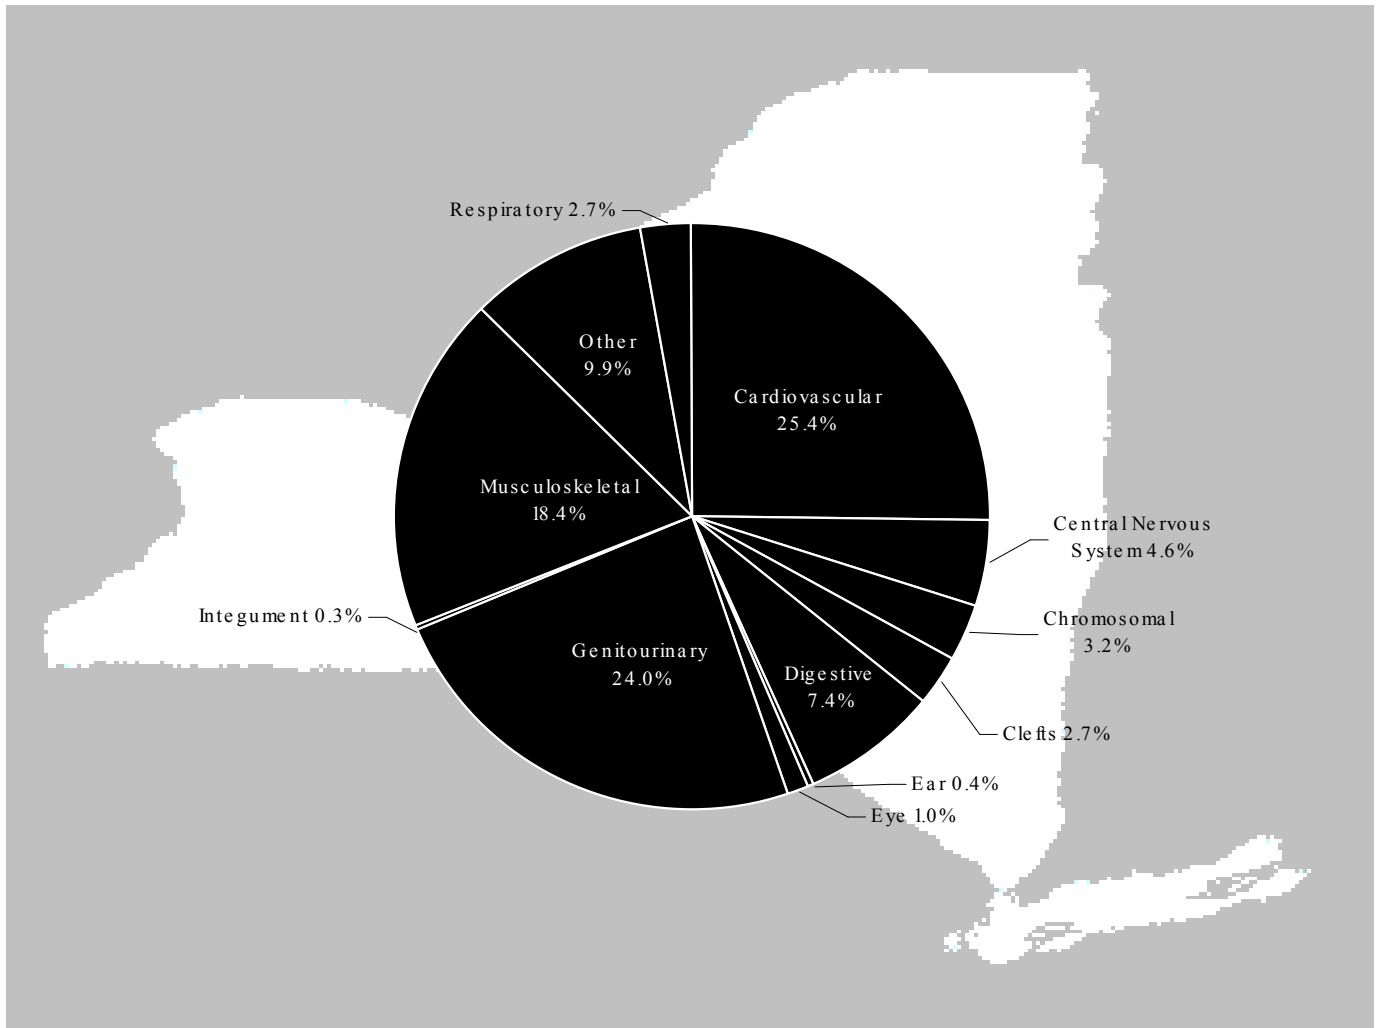 Respiratory 2.7%
Other
9.9%
Cardiovascular
25.4%
Musculoskeletal
18.4%
Central Nervous
System 4.6%
Integument 0.3%
Chromosomal
3.2%
Genitourinary
24.0%
Digestive
7.4%
Clefts 2.7%
Ear 0.4%
Eye 1.0%